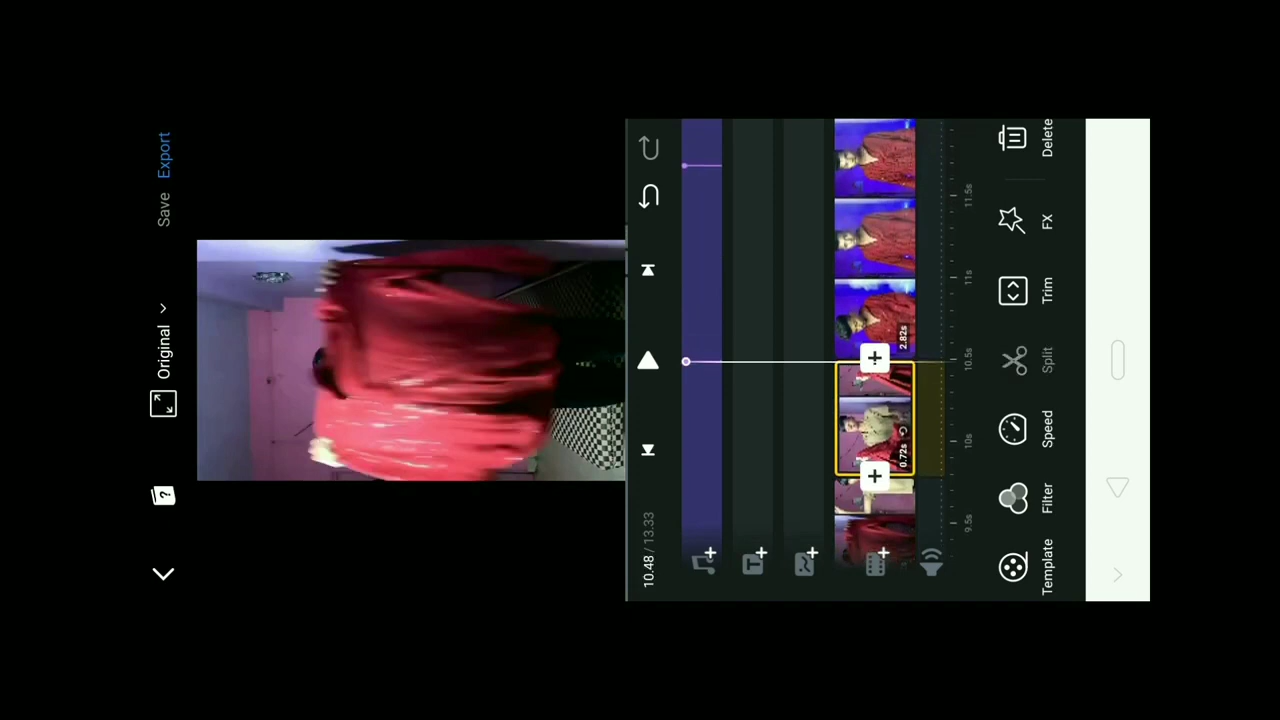 Original
Save
Export
10.48 / 13.33
9.5s
10s
10.5s
11s
11.5s
0.72s
2.82s
Template
Filter
Speed
Split
Trim
FX
Delete